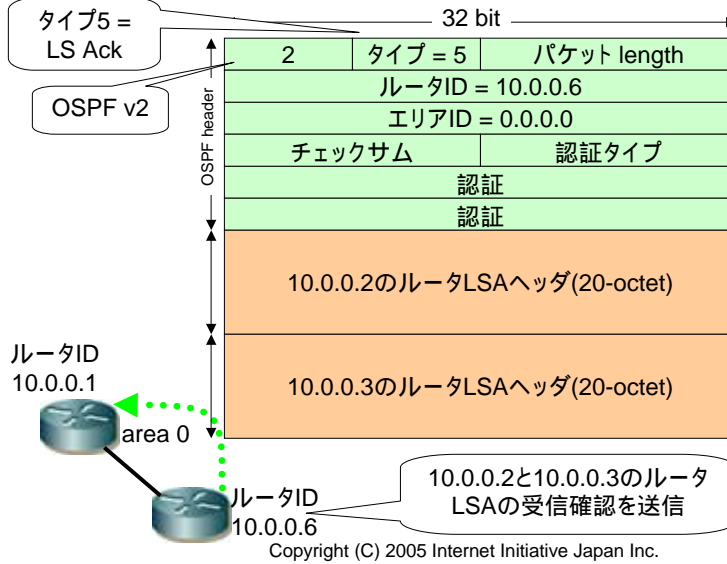 タイプ5 =
LS Ack
32 bit
2 タイプ = 5 パケット length
OSPF v2
ルータID = 10.0.0.6
エリアID = 0.0.0.0
OSPF header
チェックサム 認証タイプ
認証
認証
10.0.0.2のルータLSAヘッダ(20-octet)
10.0.0.3のルータLSAヘッダ(20-octet)
ルータID
10.0.0.1
area 0
ルータID
10.0.0.6
10.0.0.2と10.0.0.3のルータ
LSAの受信確認を送信
Copyright (C) 2005 Internet Initiative Japan Inc.